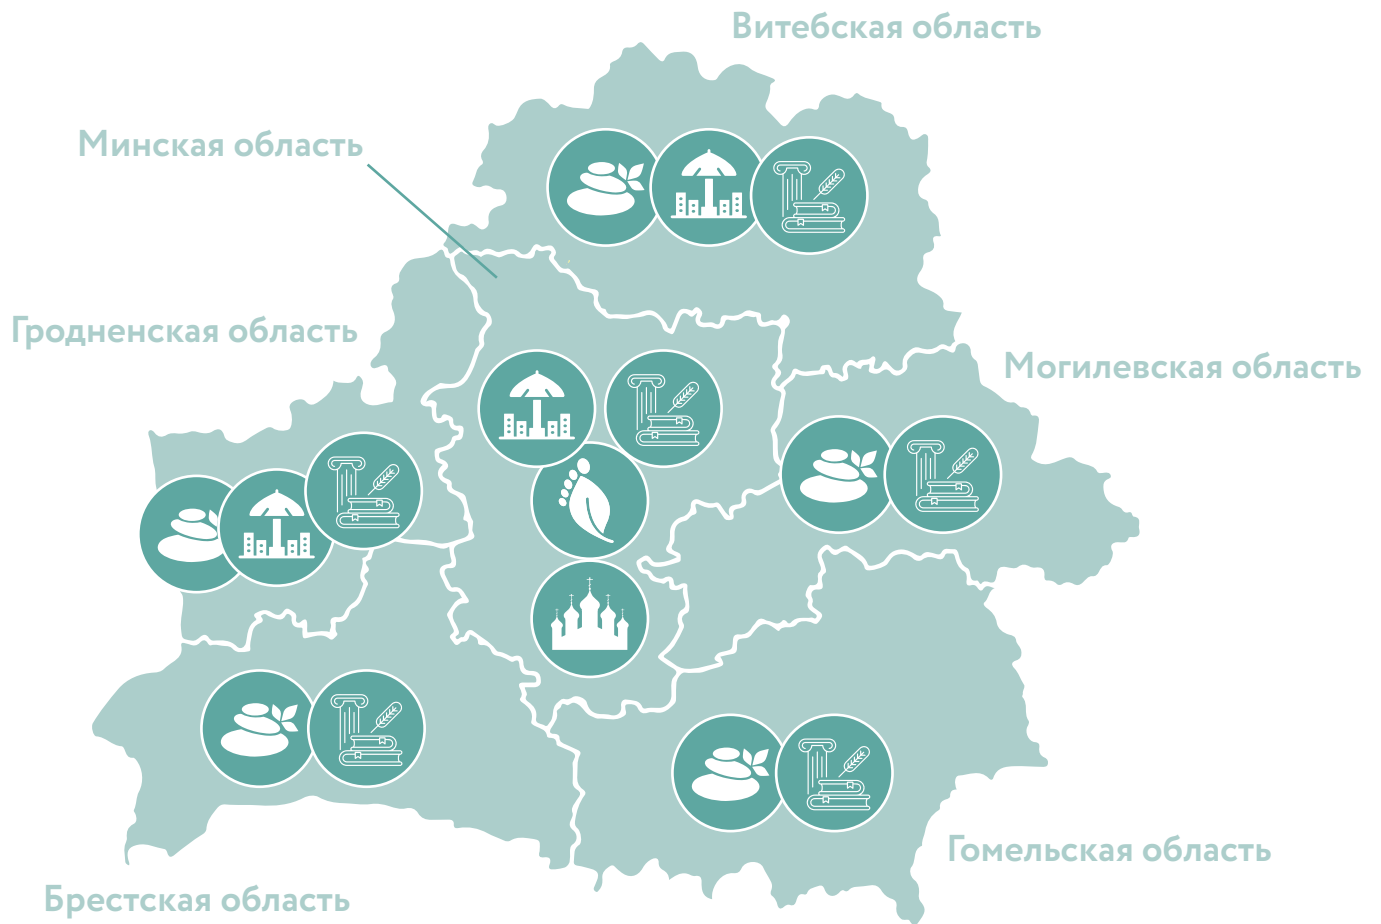 Витебская область
Минская область
Гродненская область
Могилевская область
Гомельская область
Брестская область